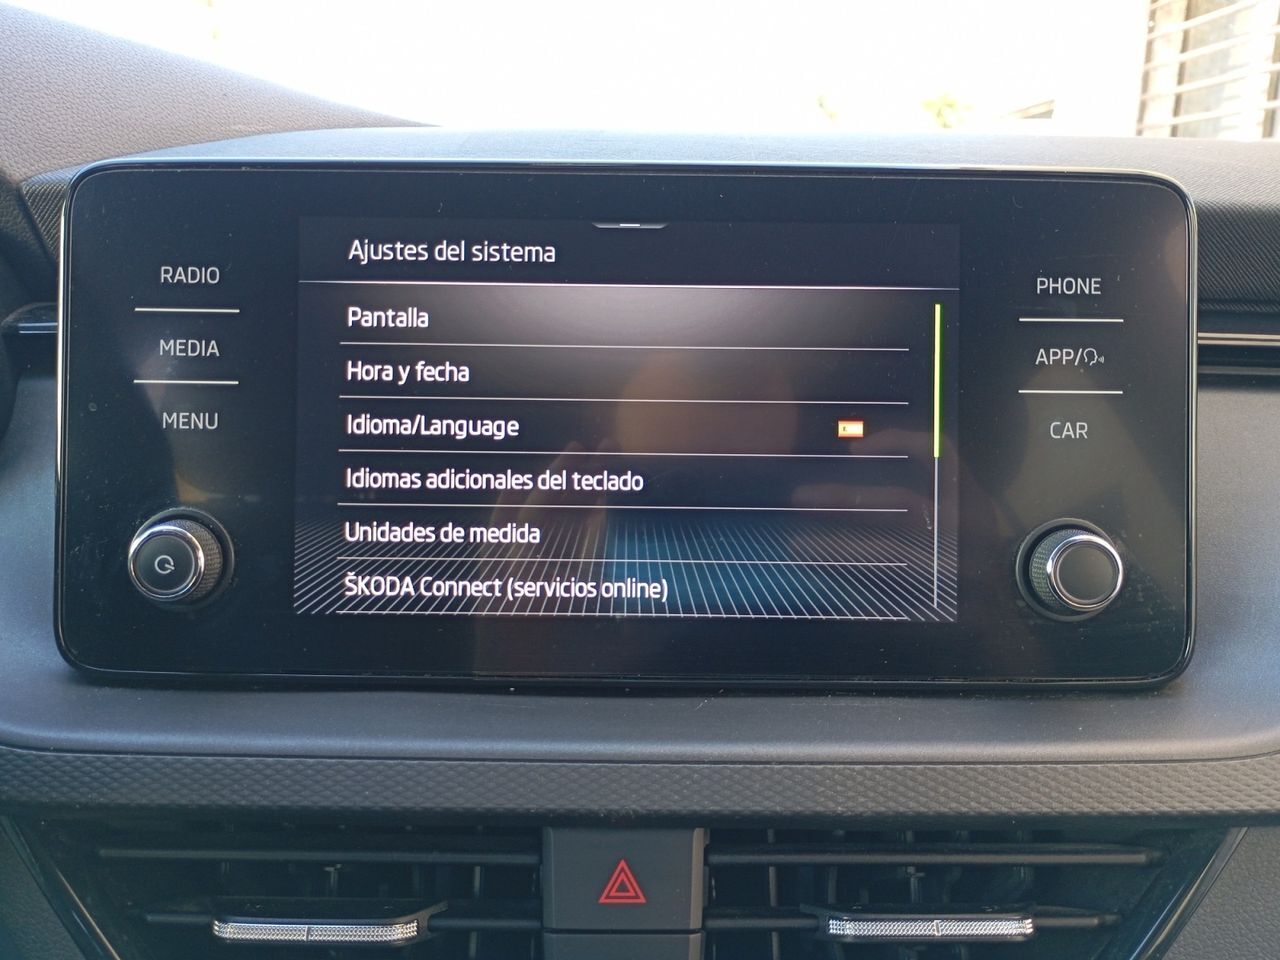 Ajustes del sistema
RADIO
MEDIA
MENU
Pantalla
Hora y fecha
Idioma/Language
Idiomas adicionales del teclado
Unidades de medida
ŠKODA Connect (servicios online)
PHONE
APP/
CAR